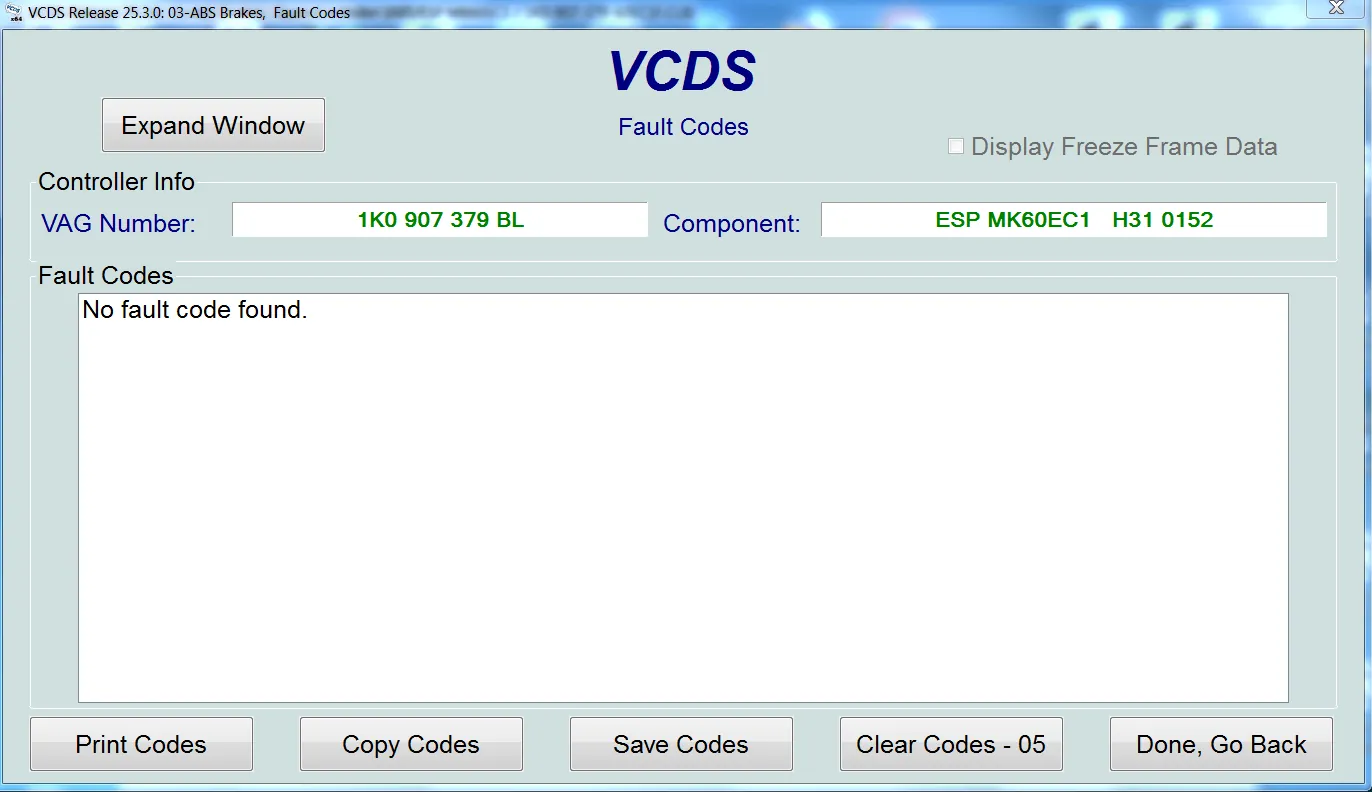 VCDS Release 25.3.0: 03-ABS Brakes, Fault Codes
VCDS
Fault Codes
Expand Window
Display Freeze Frame Data
Controller Info
VAG Number: 1K0 907 379 BL Component: ESP MK60EC1 H31 0152
Fault Codes
No fault code found.
Print Codes Copy Codes Save Codes Clear Codes - 05 Done, Go Back